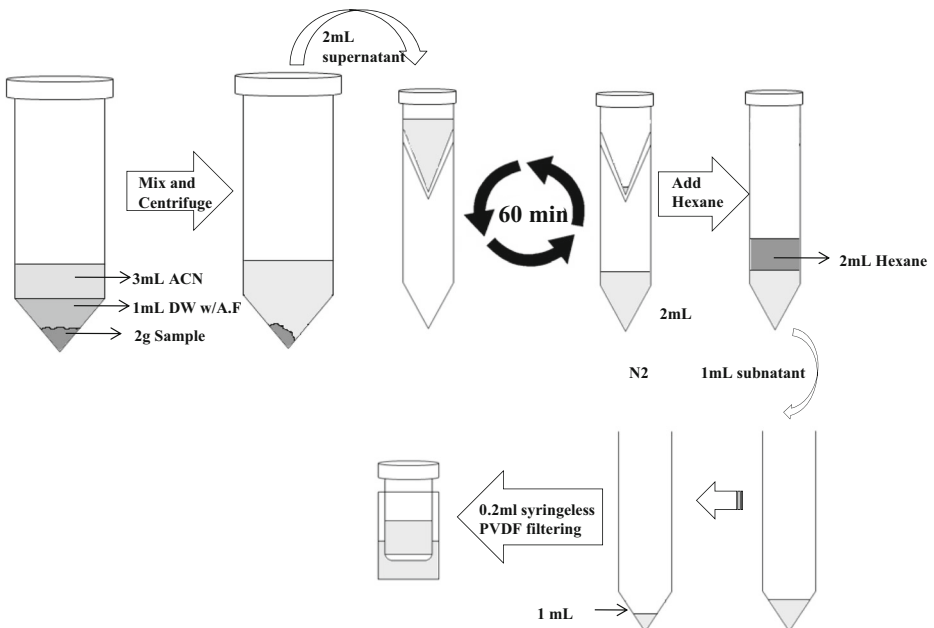 2mL
supernatant
Mix and
Centrifuge
60 min
Add
Hexane
3mL ACN
1mL DW w/A.F
2g Sample
2mL Hexane
2mL
N2
1mL subnatant
0.2ml syringeless
PVDF filtering
1 mL